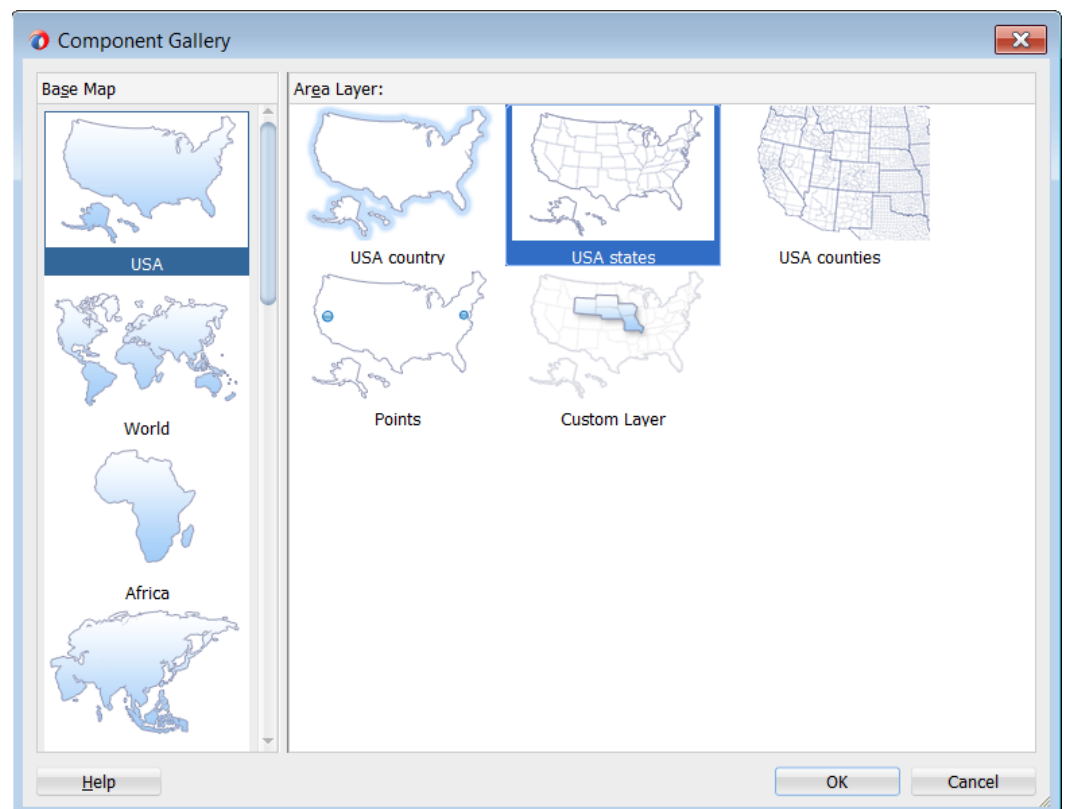 Component Gallery
Base Map
Area Layer:
USA
World
Africa
USA country
USA states
USA counties
Points
Custom Layer
Help
OK
Cancel